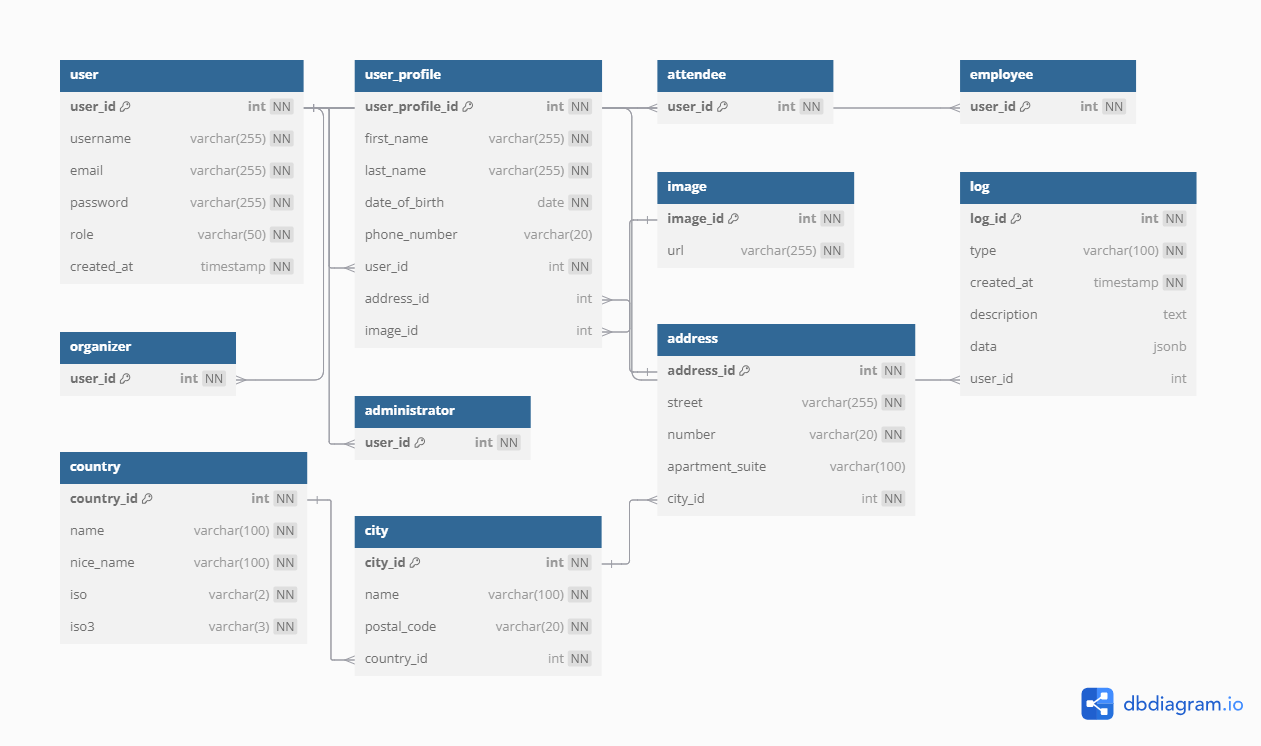 user
user_id int NN
username varchar(255) NN
email varchar(255) NN
password varchar(255) NN
role varchar(50) NN
created_at timestamp NN
user_profile
user_profile_id int NN
first_name varchar(255) NN
last_name varchar(255) NN
date_of_birth date NN
phone_number varchar(20)
user_id int NN
address_id int
image_id int
attendee
user_id int NN
employee
user_id int NN
image
image_id int NN
url varchar(255) NN
log
log_id int NN
type varchar(100) NN
created_at timestamp NN
description text
data jsonb
user_id int
organizer
user_id int NN
administrator
user_id int NN
address
address_id int NN
street varchar(255) NN
number varchar(20) NN
apartment_suite varchar(100)
city_id int NN
country
country_id int NN
name varchar(100) NN
nice_name varchar(100) NN
iso varchar(2) NN
iso3 varchar(3) NN
city
city_id int NN
name varchar(100) NN
postal_code varchar(20) NN
country_id int NN
dbdiagram.io